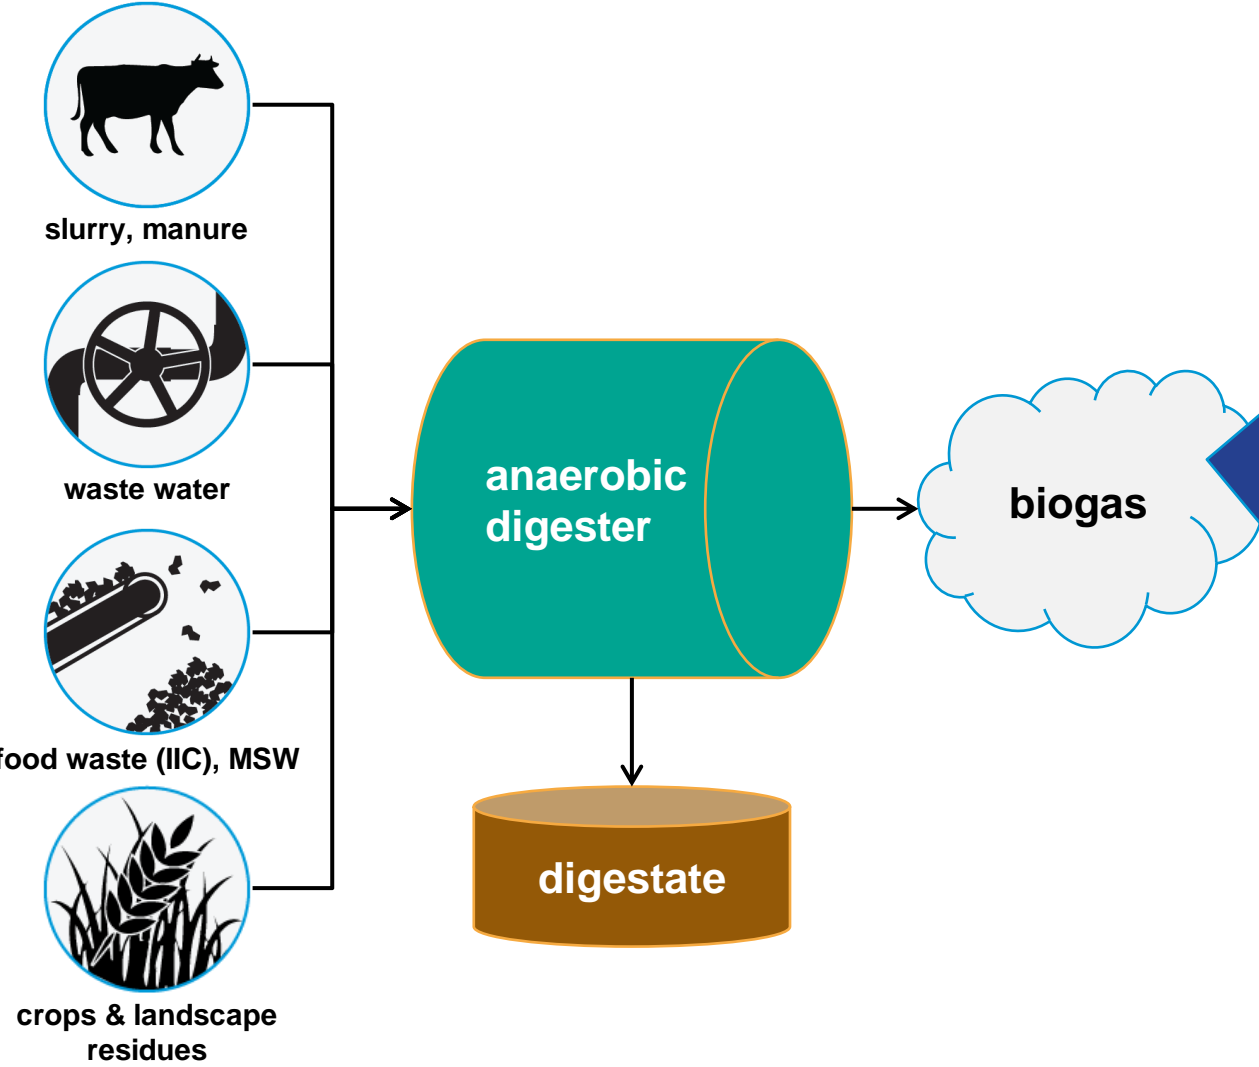 slurry, manure
waste water
food waste (IIC), MSW
crops & landscape
residues
anaerobic
digester
biogas
digestate